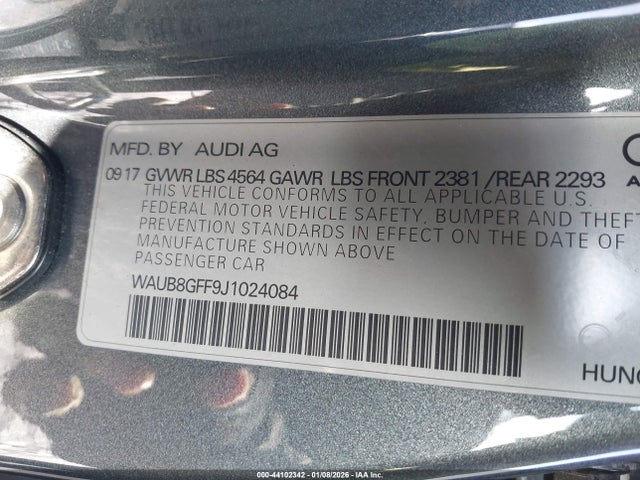 MFD. BY AUDI AG
09 17 GVWR LBS 4564 GAWR LBS FRONT 2381 / REAR 2293
THIS VEHICLE CONFORMS TO ALL APPLICABLE U.S.
FEDERAL MOTOR VEHICLE SAFETY, BUMPER AND THEFT
PREVENTION STANDARDS IN EFFECT ON THE DATE OF
MANUFACTURE SHOWN ABOVE
PASSENGER CAR
WAUB8GFF9J1024084
000-44102342 - 01/08/2026 - ©IAA, Inc.